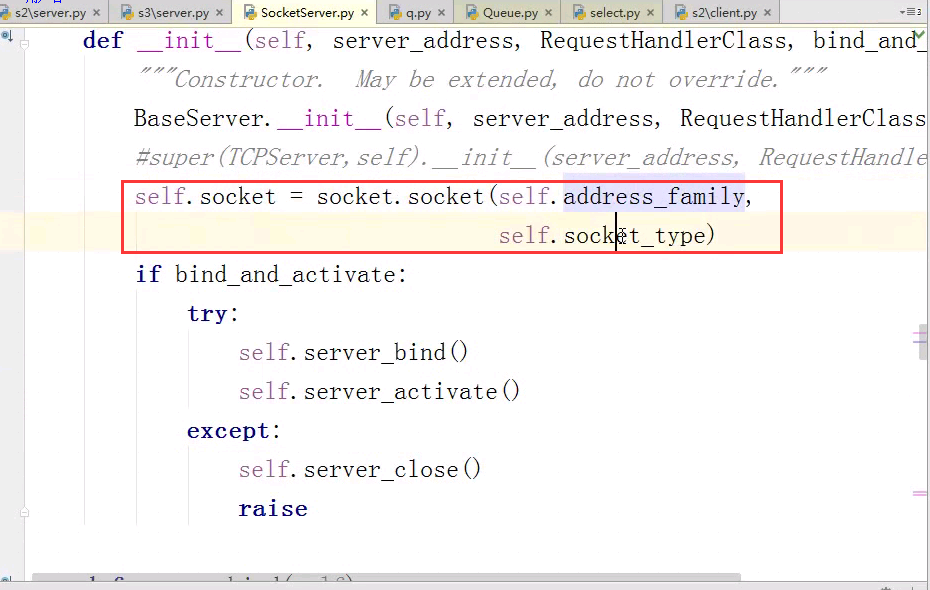 s2\server.py
s3\server.py
SocketServer.py
q.py
Queue.py
select.py
s2\client.py
def __init__(self, server_address, RequestHandlerClass, bind_and_
"""Constructor. May be extended, do not override."""
BaseServer.__init__(self, server_address, RequestHandlerClass
#super(TCPServer,self).__init__(server_address, RequestHandle
self.socket = socket.socket(self.address_family,
self.socket_type)
if bind_and_activate:
try:
self.server_bind()
self.server_activate()
except:
self.server_close()
raise